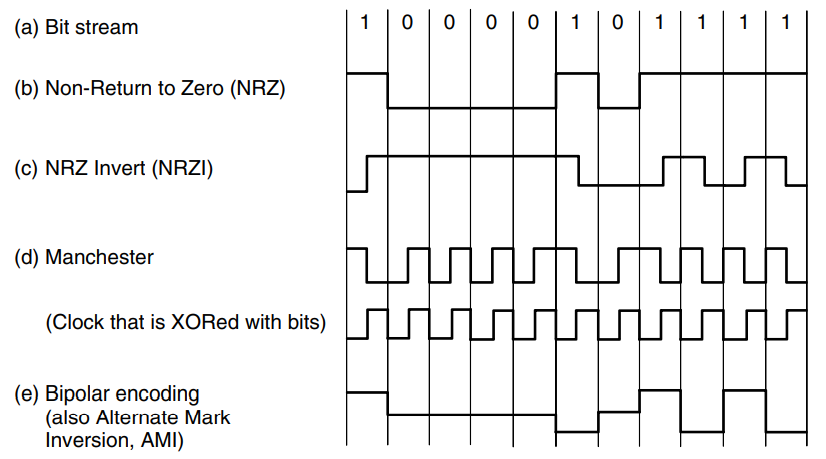 (a) Bit stream 1 0 0 0 0 1 0 1 1 1 1
(b) Non-Return to Zero (NRZ)
(c) NRZ Invert (NRZI)
(d) Manchester
(Clock that is XORed with bits)
(e) Bipolar encoding
(also Alternate Mark
Inversion, AMI)